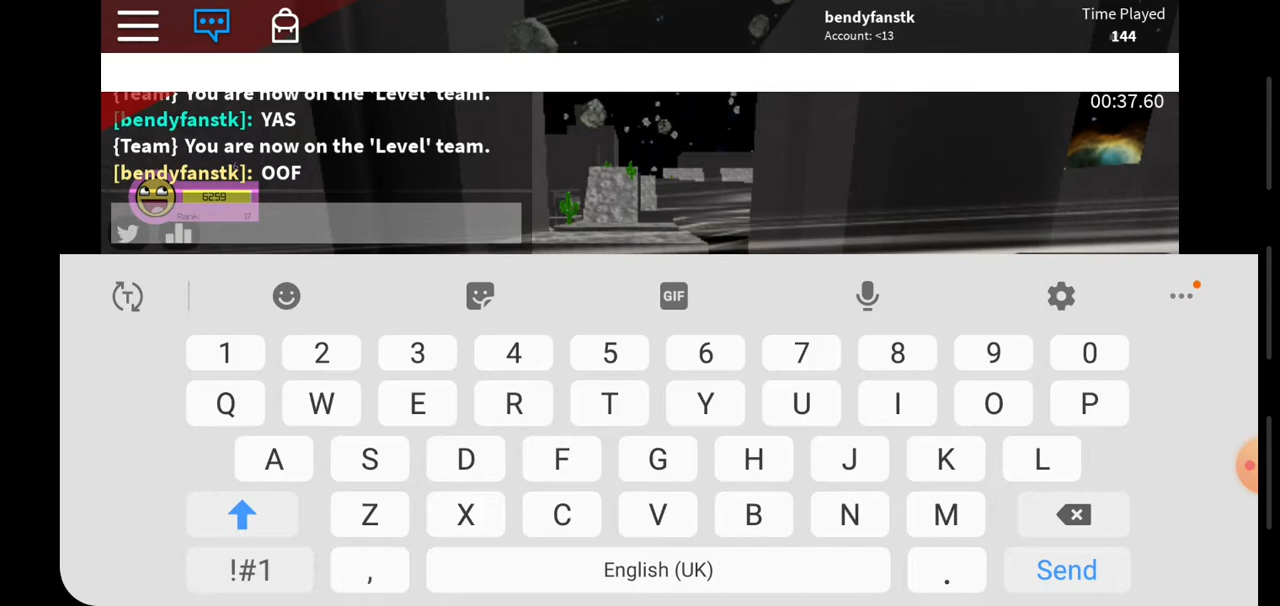 bendyfanstk
Account: <13
Time Played
144
{Team} You are now on the 'Level' team.
00:37.60
[bendyfanstk]: YAS
{Team} You are now on the 'Level' team.
[bendyfanstk]: OOF
6259
Rank: 17
T
GIF
1 2 3 4 5 6 7 8 9 0
Q W E R T Y U I O P
A S D F G H J K L
Z X C V B N M
!#1 , English (UK) . Send